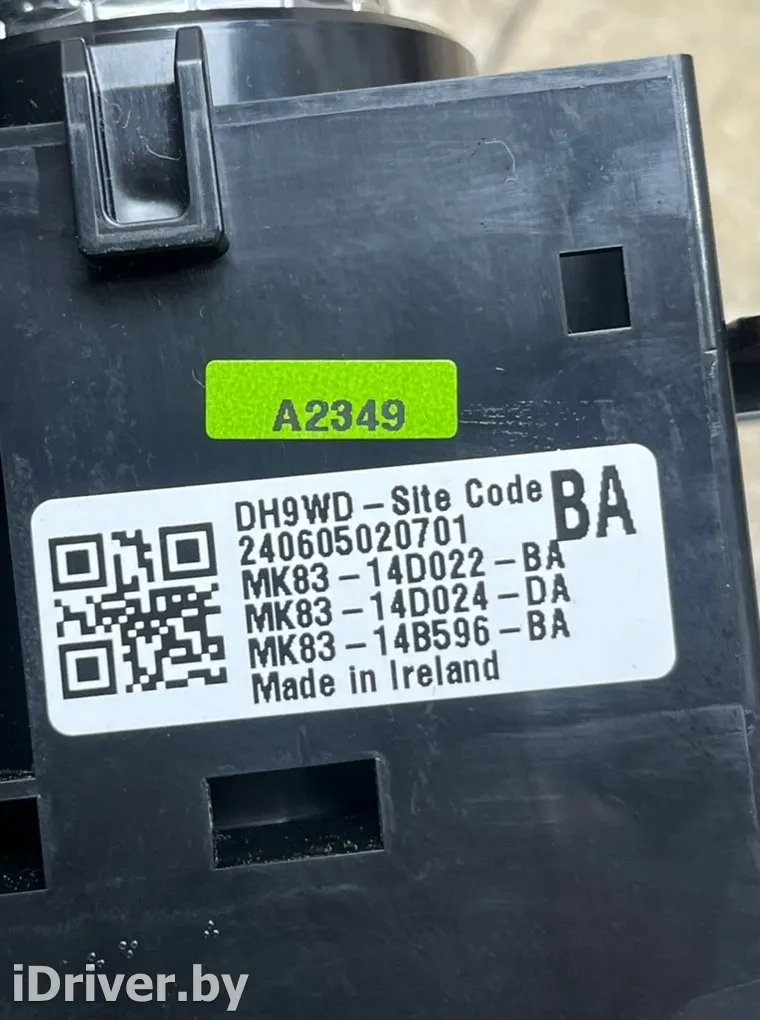 A2349
DH9WD-Site Code BA
240605020701
MK83-14D022-BA
MK83-14D024-DA
MK83-14B596-BA
Made in Ireland
iDriver.by